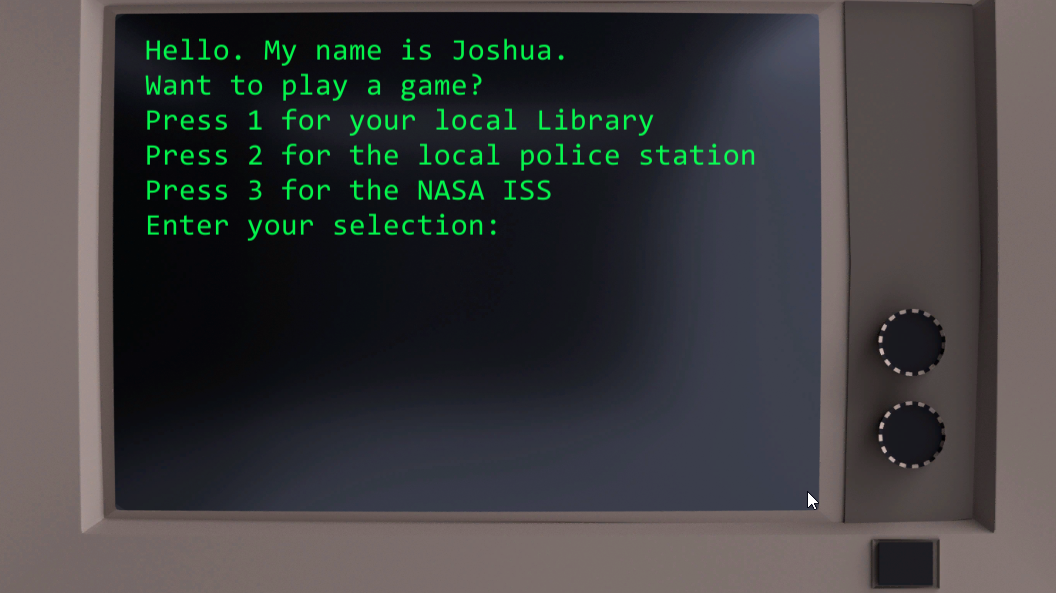 Hello. My name is Joshua.
Want to play a game?
Press 1 for your local Library
Press 2 for the local police station
Press 3 for the NASA ISS
Enter your selection: